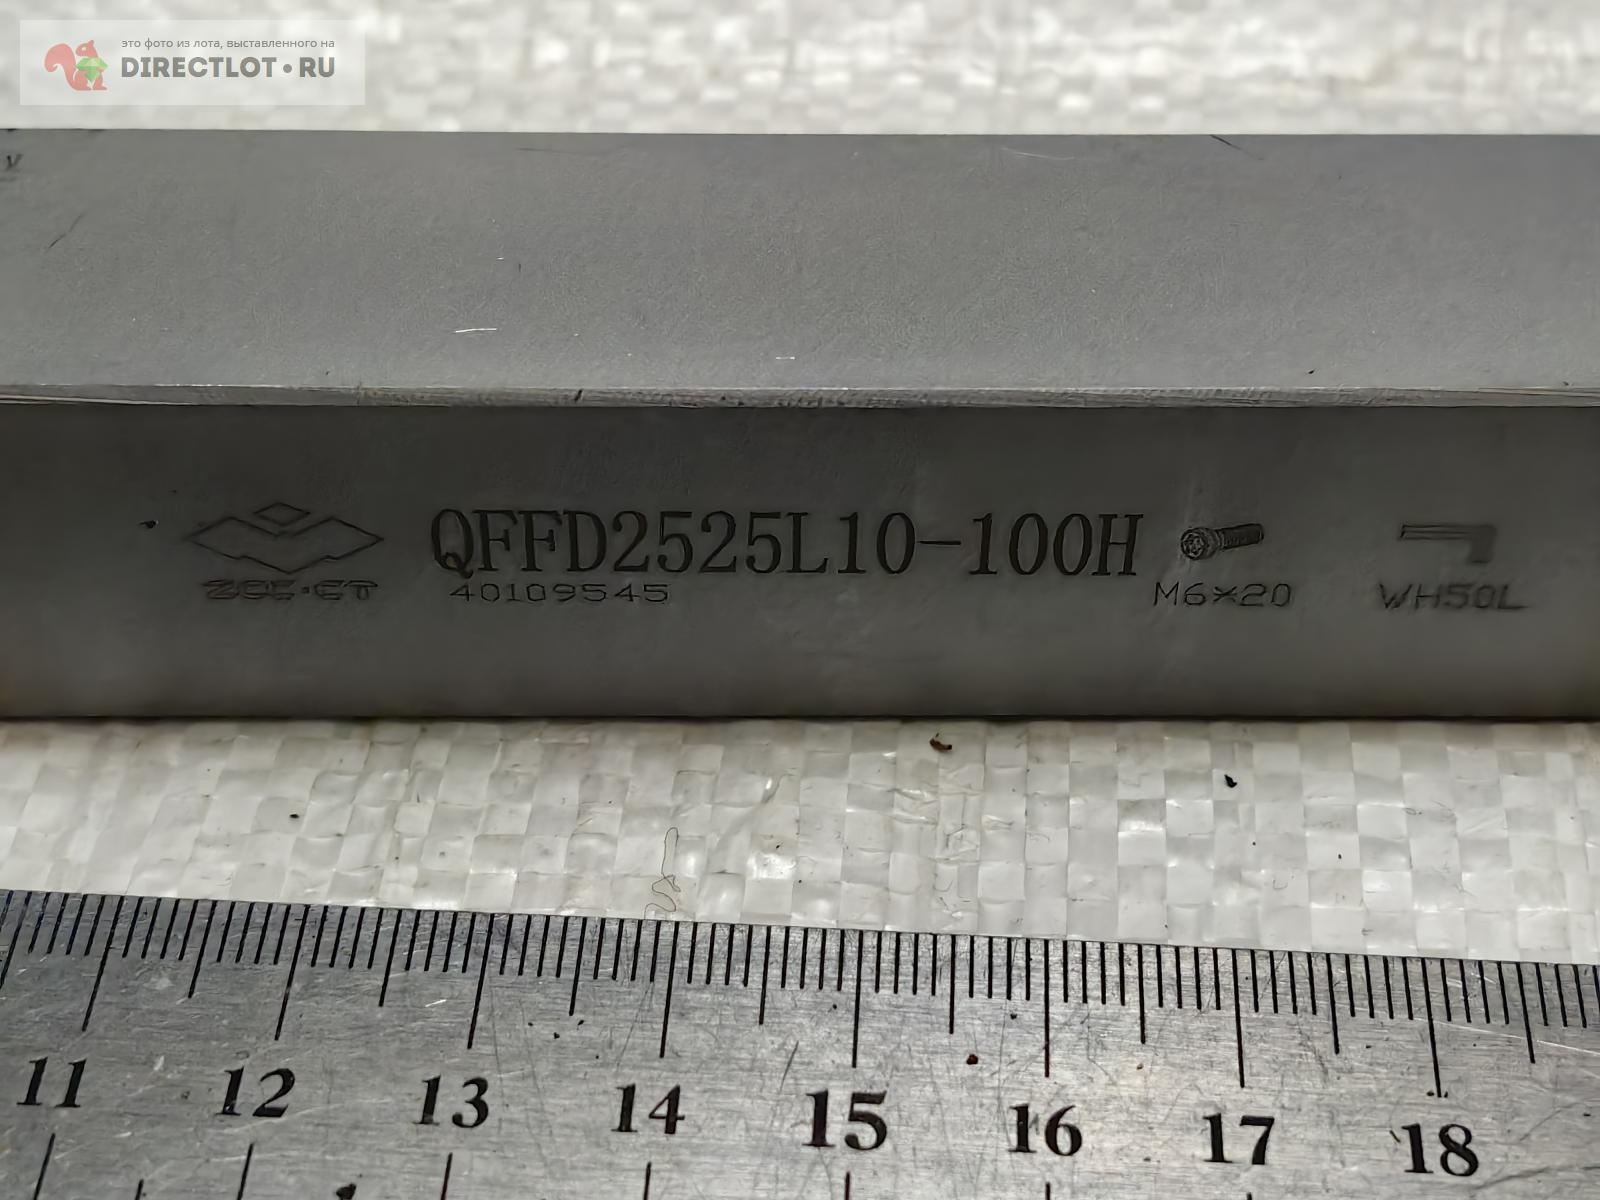 это фото из лота, выставленного на
DIRECTLOT•RU
QFFD2525L10-100H
ZCC·CT 40109545 M6×20 WH50L
11 12 13 14 15 16 17 18